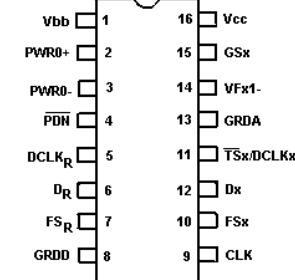 Vbb 1 16 Vcc
PWR0+ 2 15 GSx
PWR0- 3 14 VFx1-
PDN 4 13 GRDA
DCLKR 5 11 TSx/DCLKx
DR 6 12 Dx
FSR 7 10 FSx
GRDD 8 9 CLK